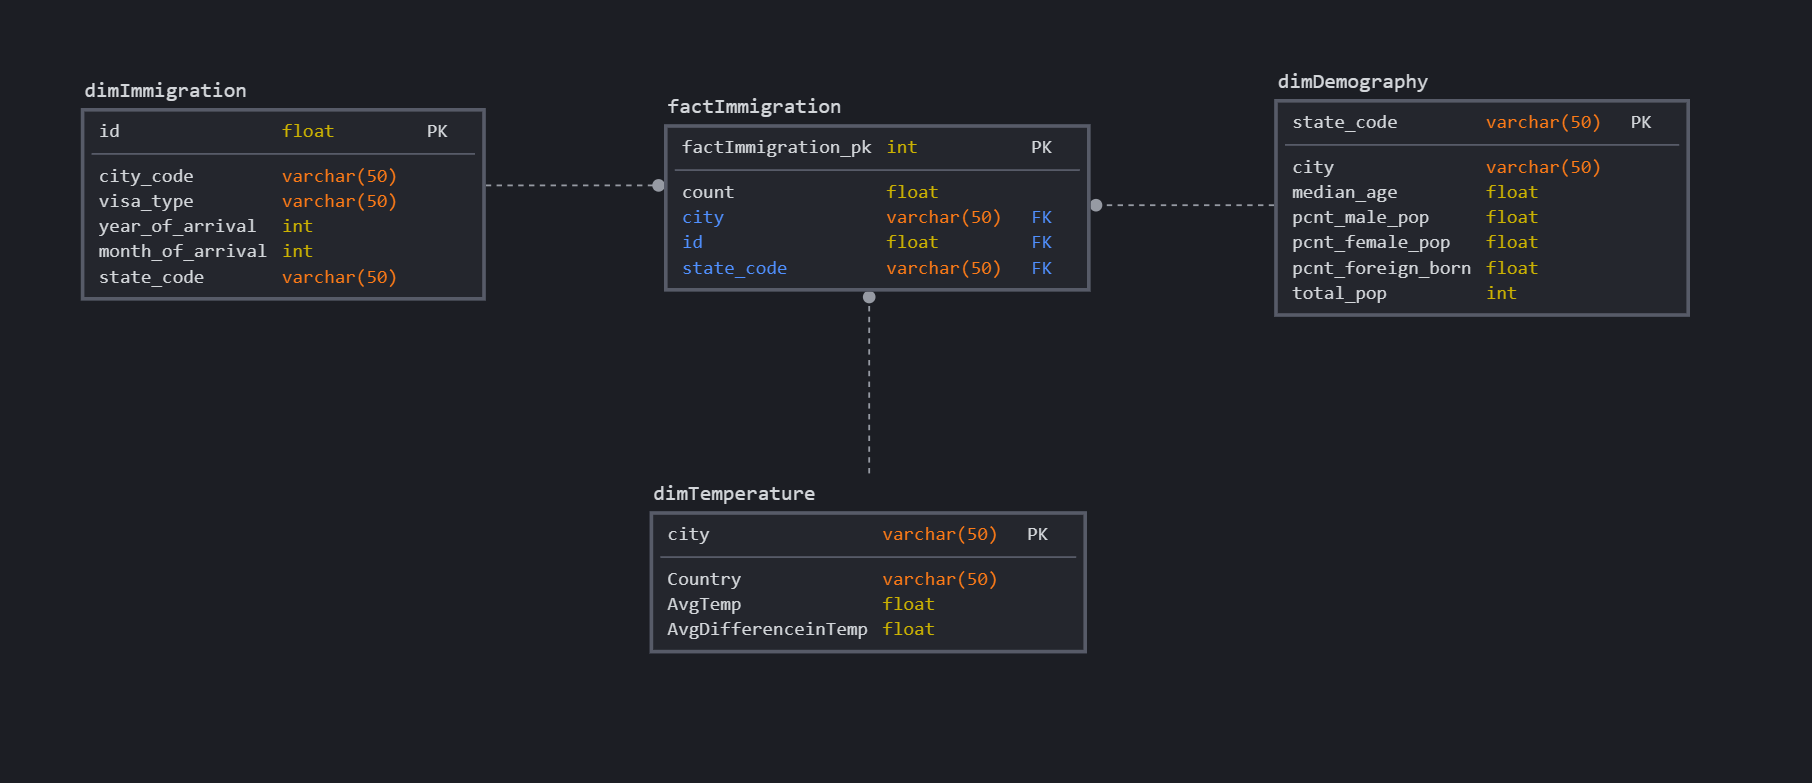 dimImmigration
id float PK
city_code varchar(50)
visa_type varchar(50)
year_of_arrival int
month_of_arrival int
state_code varchar(50)
factImmigration
factImmigration_pk int PK
count float
city varchar(50) FK
id float FK
state_code varchar(50) FK
dimDemography
state_code varchar(50) PK
city varchar(50)
median_age float
pcnt_male_pop float
pcnt_female_pop float
pcnt_foreign_born float
total_pop int
dimTemperature
city varchar(50) PK
Country varchar(50)
AvgTemp float
AvgDifferenceinTemp float